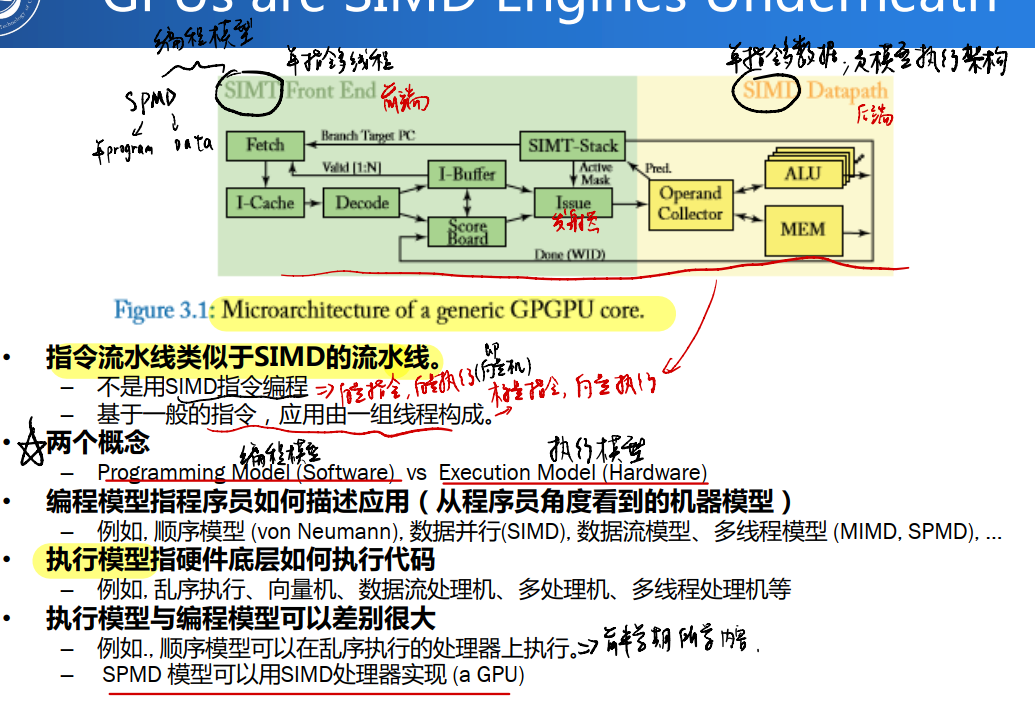 GPUs are SIMD Engines Underneath
编程模型
单指令多线程
单指令多数据,
执行架构
SIMT Front End
前端
SIMD Datapath
后端
SPMD
单program Data
Fetch
Branch Target PC
SIMT-Stack
Valid [1:N]
I-Buffer
Active
Mask
Pred.
ALU
I-Cache
Decode
Issue
发射
Operand
Collector
Score
Board
MEM
Done (WID)
Figure 3.1: Microarchitecture of a generic GPGPU core.
• 指令流水线类似于SIMD的流水线。
– 不是用SIMD指令编程
⇒向量指令, 向量执行(即向量机)
标量指令, 向量执行
– 基于一般的指令，应用由一组线程构成。
• 两个概念
编程模型
执行模型
– Programming Model (Software) vs Execution Model (Hardware)
• 编程模型指程序员如何描述应用（从程序员角度看到的机器模型）
– 例如, 顺序模型 (von Neumann), 数据并行(SIMD), 数据流模型、多线程模型 (MIMD, SPMD), ...
• 执行模型指硬件底层如何执行代码
– 例如, 乱序执行、向量机、数据流处理机、多处理机、多线程处理机等
• 执行模型与编程模型可以差别很大
– 例如., 顺序模型可以在乱序执行的处理器上执行。⇒前半学期所学内容.
– SPMD 模型可以用SIMD处理器实现 (a GPU)